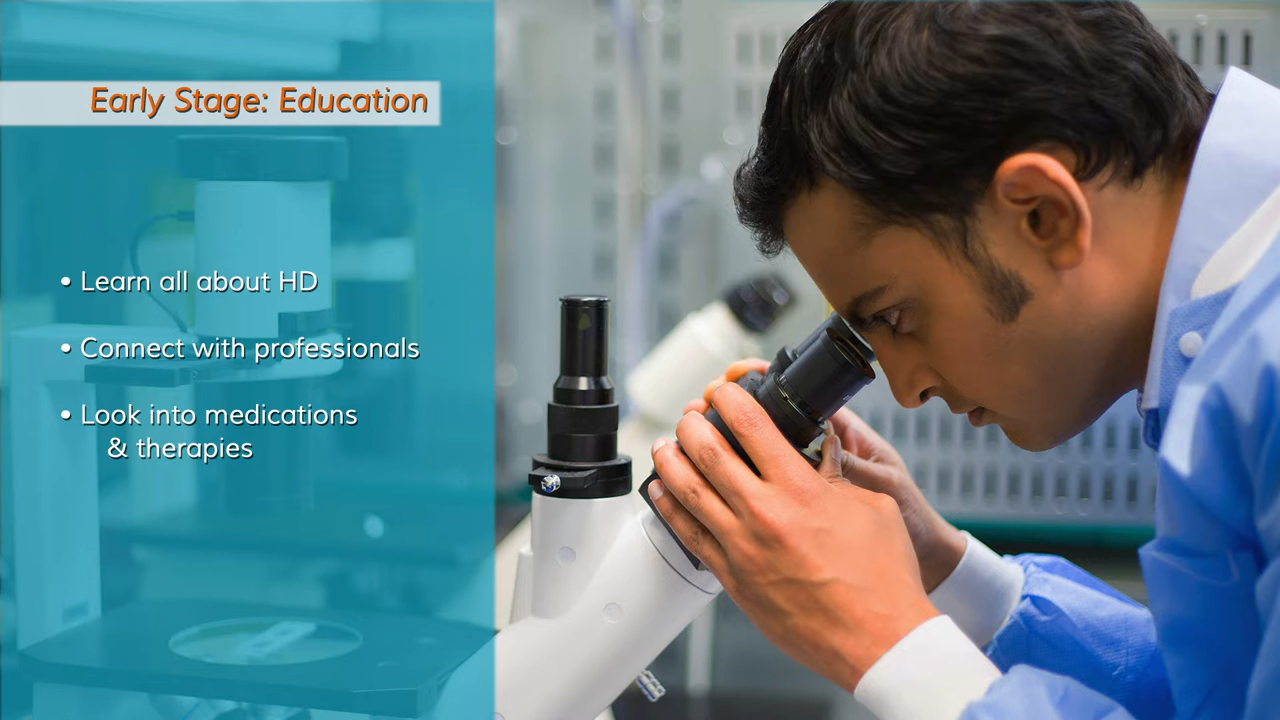 Early Stage: Education
• Learn all about HD
• Connect with professionals
• Look into medications
& therapies